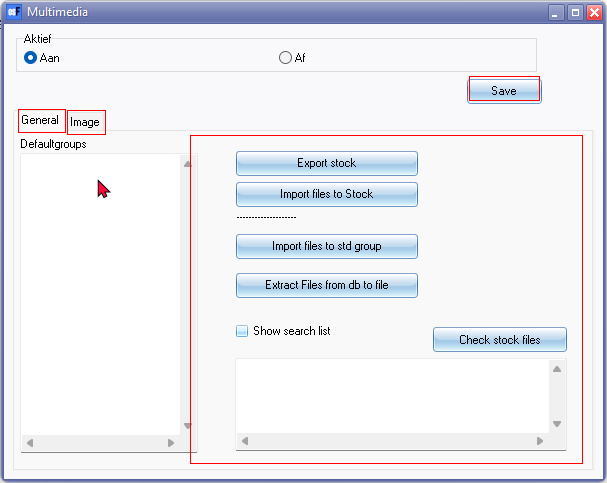 Multimedia
Aktief
Aan
Af
Save
General
Image
Defaultgroups
Export stock
Import files to Stock
--------------------
Import files to std group
Extract Files from db to file
Show search list
Check stock files